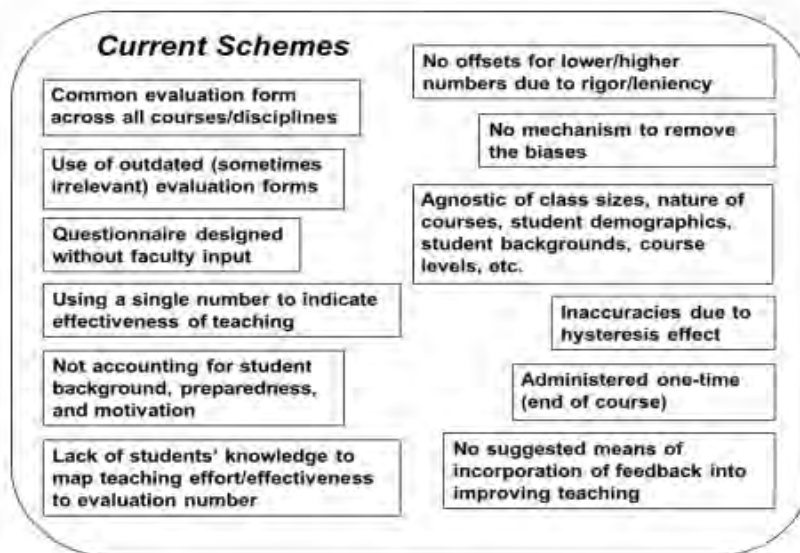 Current Schemes
Common evaluation form
across all courses/disciplines
Use of outdated (sometimes
irrelevant) evaluation forms
Questionnaire designed
without faculty input
Using a single number to indicate
effectiveness of teaching
Not accounting for student
background, preparedness,
and motivation
Lack of students' knowledge to
map teaching effort/effectiveness
to evaluation number
No offsets for lower/higher
numbers due to rigor/leniency
No mechanism to remove
the biases
Agnostic of class sizes, nature of
courses, student demographics,
student backgrounds, course
levels, etc.
Inaccuracies due to
hysteresis effect
Administered one-time
(end of course)
No suggested means of
incorporation of feedback into
improving teaching